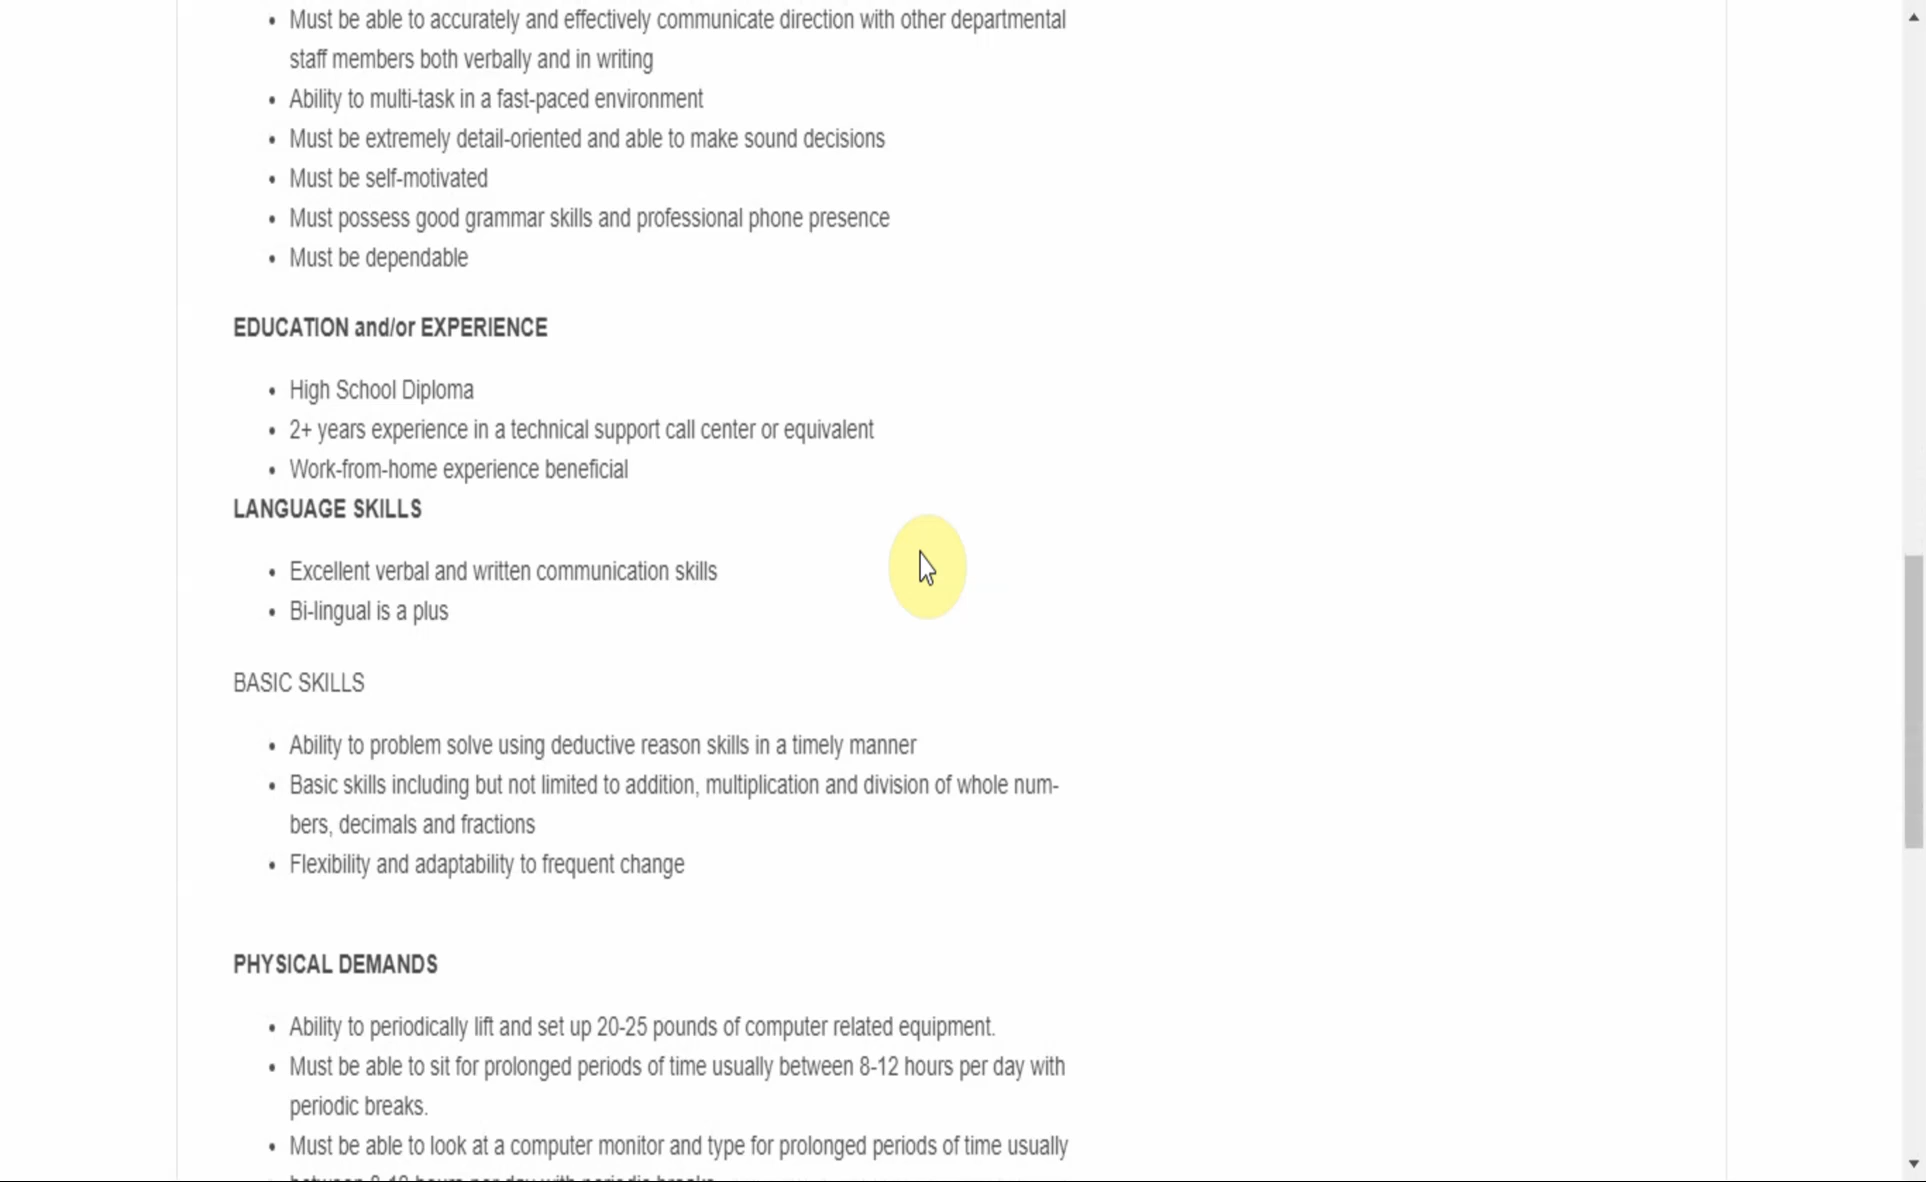 Must be able to accurately and effectively communicate direction with other departmental
staff members both verbally and in writing
Ability to multi-task in a fast-paced environment
Must be extremely detail-oriented and able to make sound decisions
Must be self-motivated
Must possess good grammar skills and professional phone presence
Must be dependable
EDUCATION and/or EXPERIENCE
High School Diploma
2+ years experience in a technical support call center or equivalent
Work-from-home experience beneficial
LANGUAGE SKILLS
Excellent verbal and written communication skills
Bi-lingual is a plus
BASIC SKILLS
Ability to problem solve using deductive reason skills in a timely manner
Basic skills including but not limited to addition, multiplication and division of whole num-
bers, decimals and fractions
Flexibility and adaptability to frequent change
PHYSICAL DEMANDS
Ability to periodically lift and set up 20-25 pounds of computer related equipment.
Must be able to sit for prolonged periods of time usually between 8-12 hours per day with
periodic breaks.
Must be able to look at a computer monitor and type for prolonged periods of time usually
hours per day with periodic breaks